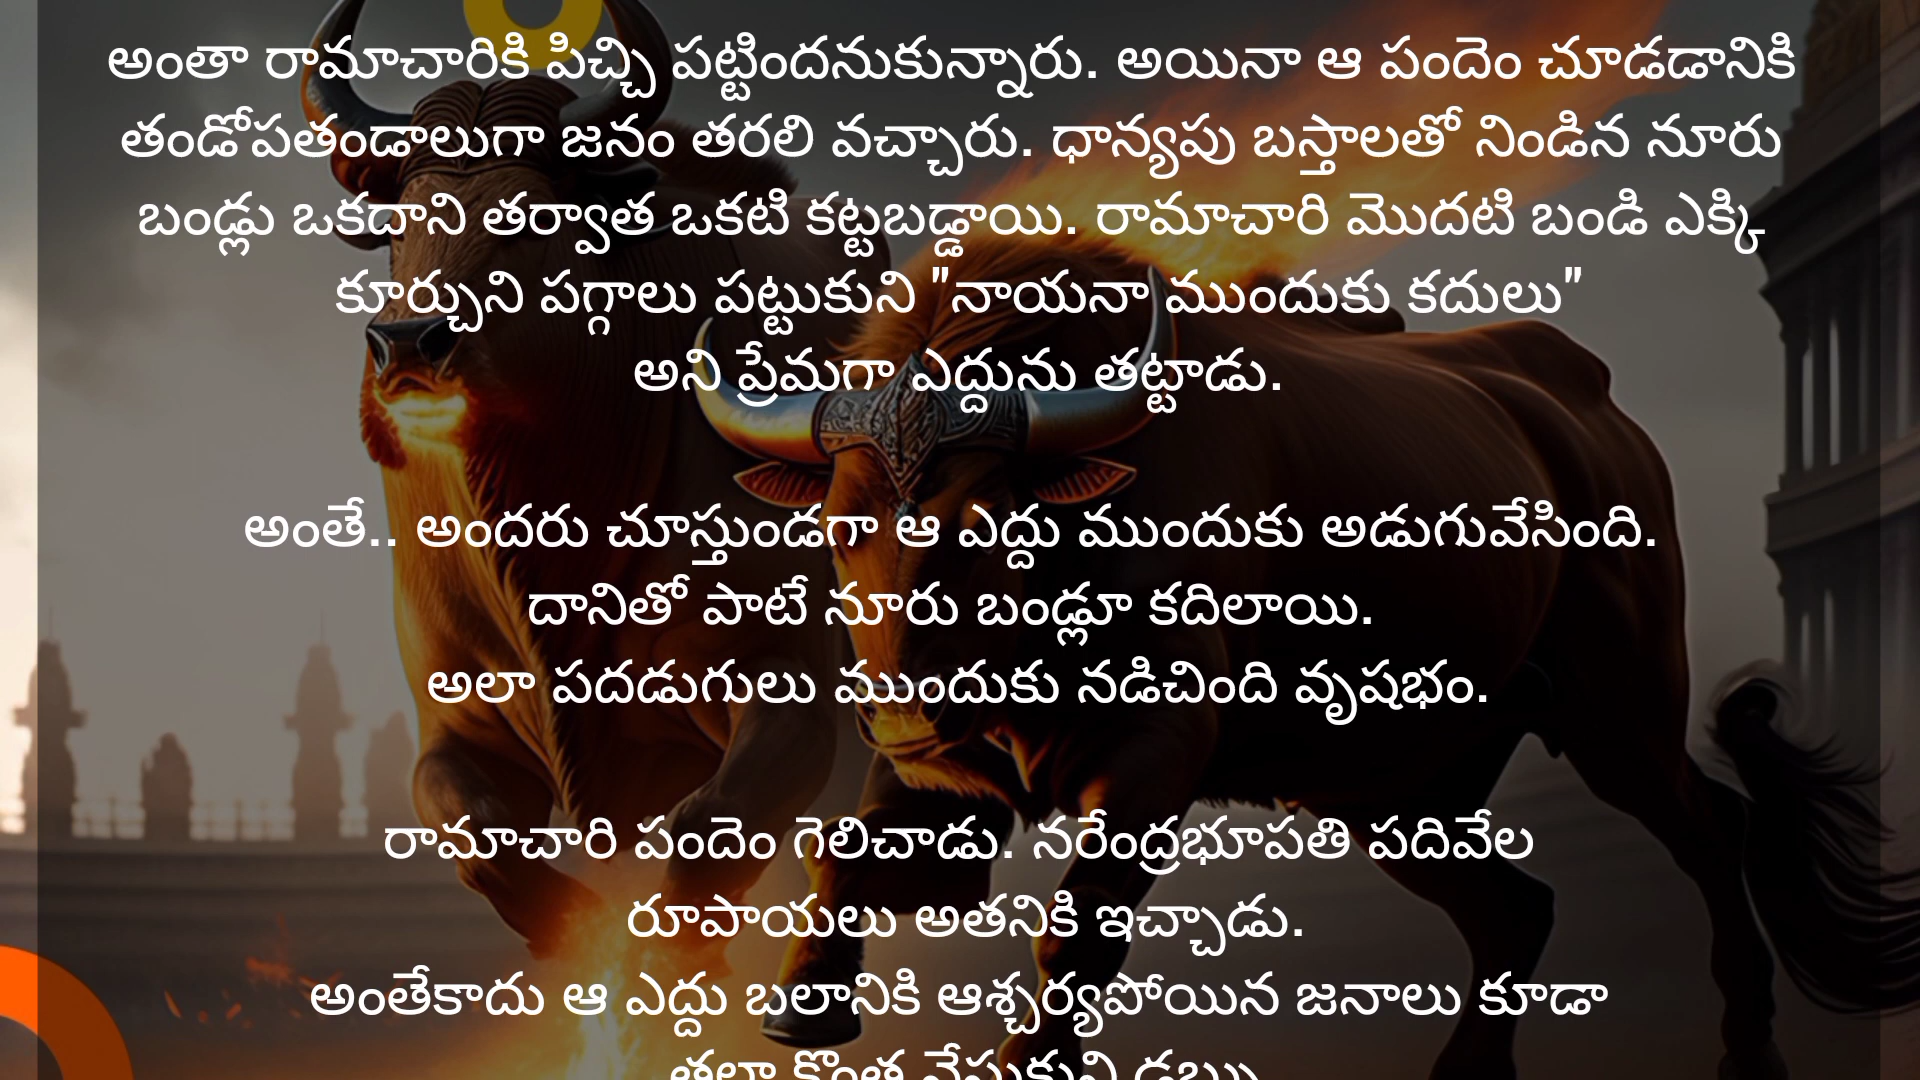 అంతా రామాచారికి పిచ్చి పట్టిందనుకున్నారు. అయినా ఆ పందెం చూడడానికి
తండోపతండాలుగా జనం తరలి వచ్చారు. ధాన్యపు బస్తాలతో నిండిన నూరు
బండ్లు ఒకదాని తర్వాత ఒకటి కట్టబడ్డాయి. రామాచారి మొదటి బండి ఎక్కి
కూర్చుని పగ్గాలు పట్టుకుని "నాయనా ముందుకు కదులు"
అని ప్రేమగా ఎద్దును తట్టాడు.
అంతే.. అందరు చూస్తుండగా ఆ ఎద్దు ముందుకు అడుగువేసింది.
దానితో పాటే నూరు బండ్లూ కదిలాయి.
అలా పదడుగులు ముందుకు నడిచింది వృషభం.
రామాచారి పందెం గెలిచాడు. నరేంద్రభూపతి పదివేల
రూపాయలు అతనికి ఇచ్చాడు.
అంతేకాదు ఆ ఎద్దు బలానికి ఆశ్చర్యపోయిన జనాలు కూడా
తలా కొంత వేసుకుని డబ్బు